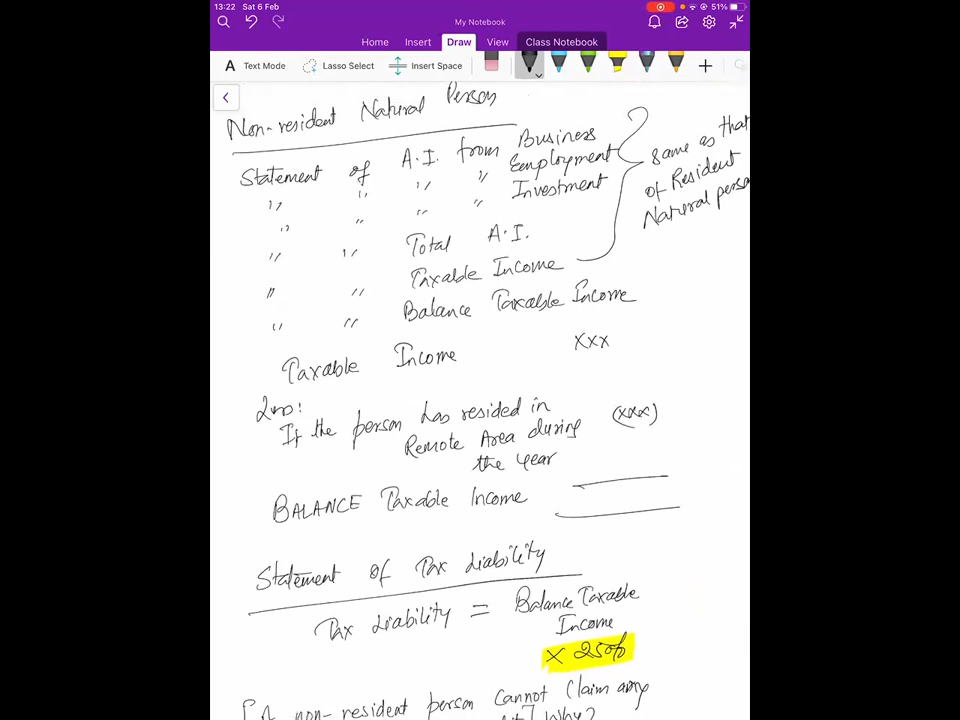 13:22 Sat 6 Feb
51%
My Notebook
Home Insert Draw View Class Notebook
A Text Mode Lasso Select Insert Space
Non-resident Natural Person
Statement of A.I. from Business
" " " " Employment
" " " " Investment
same as that
of Resident
Natural person
" " Total A.I.
" " Taxable Income
" " Balance Taxable Income
Taxable Income xxx
If the person has resided in (xxx)
Remote Area during
the year
BALANCE Taxable Income
Statement of Tax Liability
Tax Liability = Balance Taxable
Income
x 25%
[A non-resident person cannot claim any
Why?